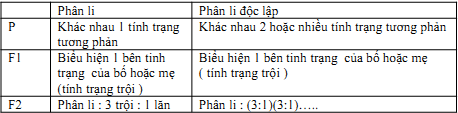 Phân li Phân li độc lập
P Khác nhau 1 tính trạng Khác nhau 2 hoặc nhiều tính trạng tương phản
tương phản
F1 Biểu hiện 1 bên tinh Biểu hiện 1 bên tinh trạng của bố hoặc mẹ
trạng của bố hoặc mẹ ( tính trạng trội )
(tính trạng trội )
F2 Phân li : 3 trội : 1 lăn Phân li : (3:1)(3:1)…..